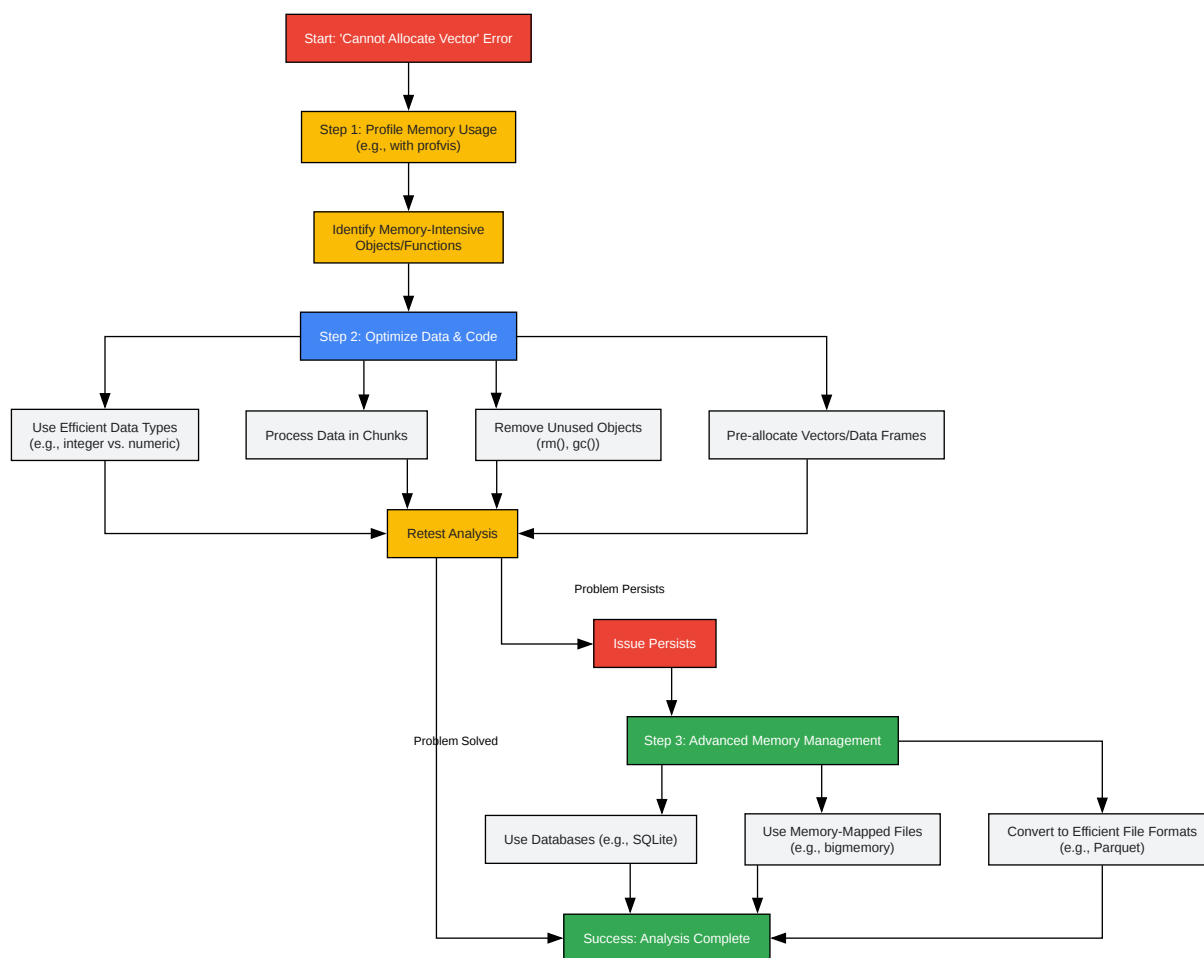 Start: 'Cannot Allocate Vector' Error
Step 1: Profile Memory Usage
(e.g., with profvis)
Identify Memory-Intensive
Objects/Functions
Step 2: Optimize Data & Code
Use Efficient Data Types
(e.g., integer vs. numeric)
Process Data in Chunks
Remove Unused Objects
(rm(), gc())
Pre-allocate Vectors/Data Frames
Retest Analysis
Problem Persists
Issue Persists
Problem Solved
Step 3: Advanced Memory Management
Use Databases (e.g., SQLite)
Use Memory-Mapped Files
(e.g., bigmemory)
Convert to Efficient File Formats
(e.g., Parquet)
Success: Analysis Complete